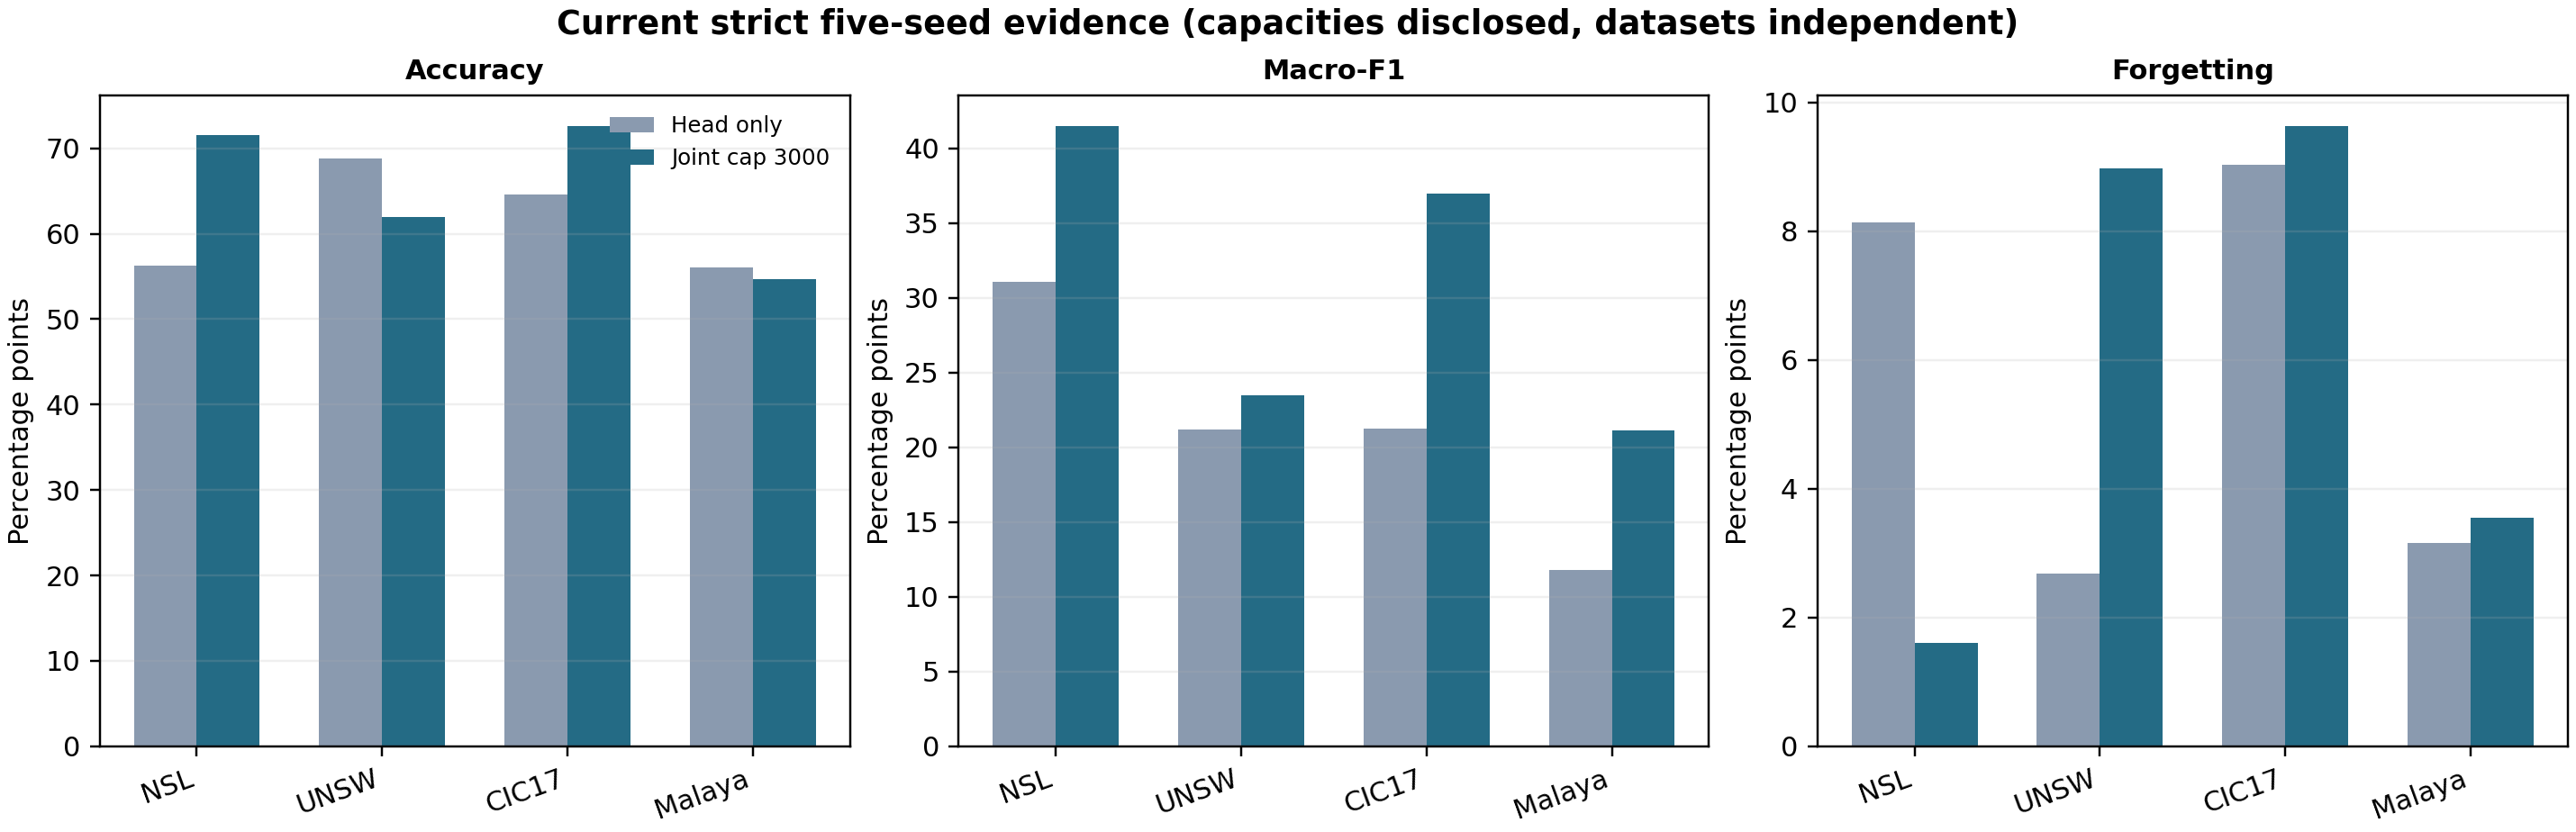 Current strict five-seed evidence (capacities disclosed, datasets independent)
Accuracy
Percentage points
70
60
50
40
30
20
10
0
Head only
Joint cap 3000
NSL
UNSW
CIC17
Malaya
Macro-F1
Percentage points
40
35
30
25
20
15
10
5
0
NSL
UNSW
CIC17
Malaya
Forgetting
Percentage points
10
8
6
4
2
0
NSL
UNSW
CIC17
Malaya